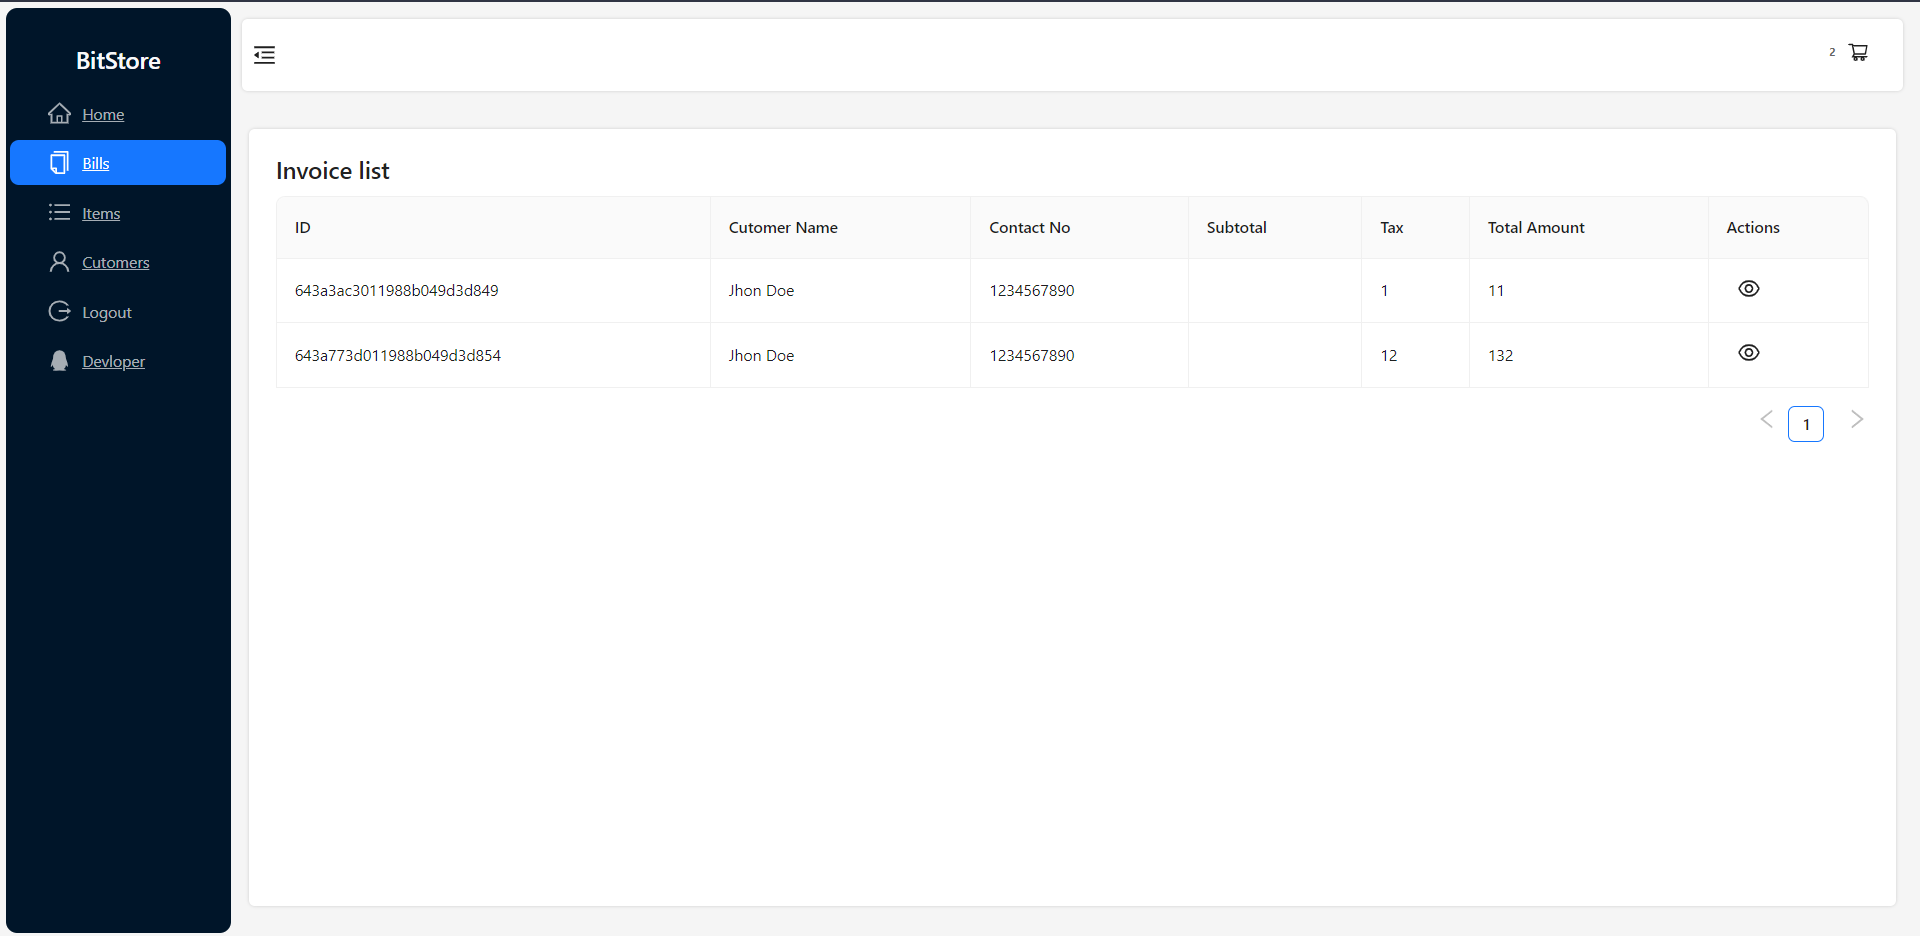 BitStore
Home
Bills
Items
Cutomers
Logout
Devloper
2
Invoice list
ID Cutomer Name Contact No Subtotal Tax Total Amount Actions
643a3ac3011988b049d3d849 Jhon Doe 1234567890 1 11
643a773d011988b049d3d854 Jhon Doe 1234567890 12 132
1